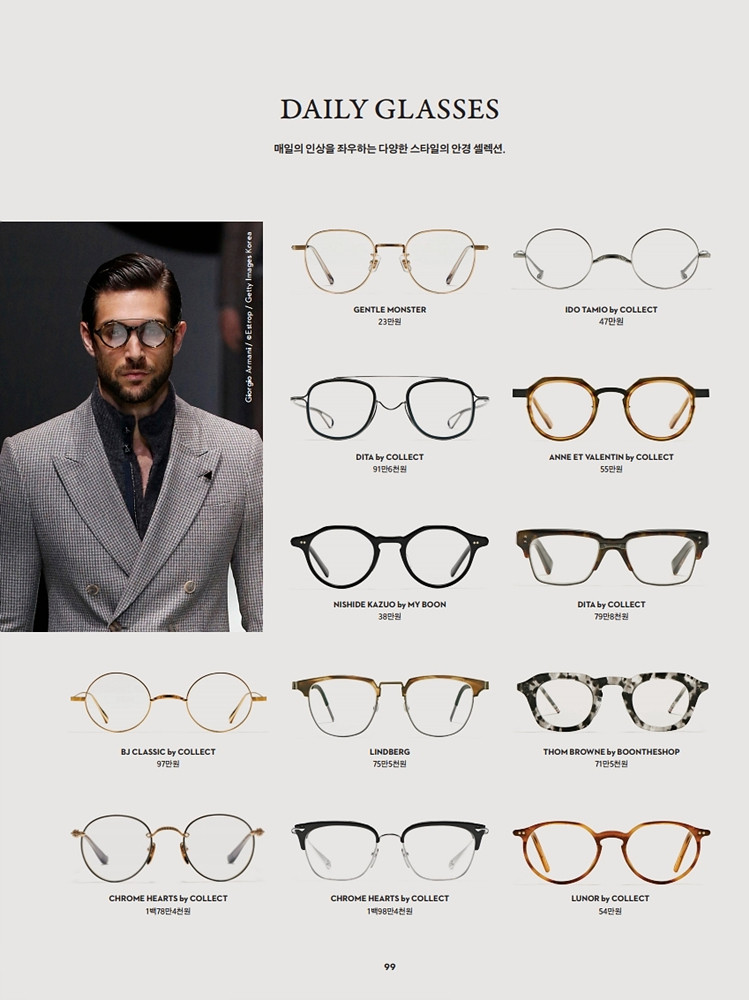 DAILY GLASSES
매일의 인상을 좌우하는 다양한 스타일의 안경 셀렉션.
Giorgio Armani / ©Estrop / Getty Images Korea
GENTLE MONSTER
23만원
IDO TAMIO by COLLECT
47만원
DITA by COLLECT
91만6천원
ANNE ET VALENTIN by COLLECT
55만원
NISHIDE KAZUO by MY BOON
38만원
DITA by COLLECT
79만8천원
BJ CLASSIC by COLLECT
97만원
LINDBERG
75만5천원
THOM BROWNE by BOONTHESHOP
71만5천원
CHROME HEARTS by COLLECT
1백78만4천원
CHROME HEARTS by COLLECT
1백98만4천원
LUNOR by COLLECT
54만원
99